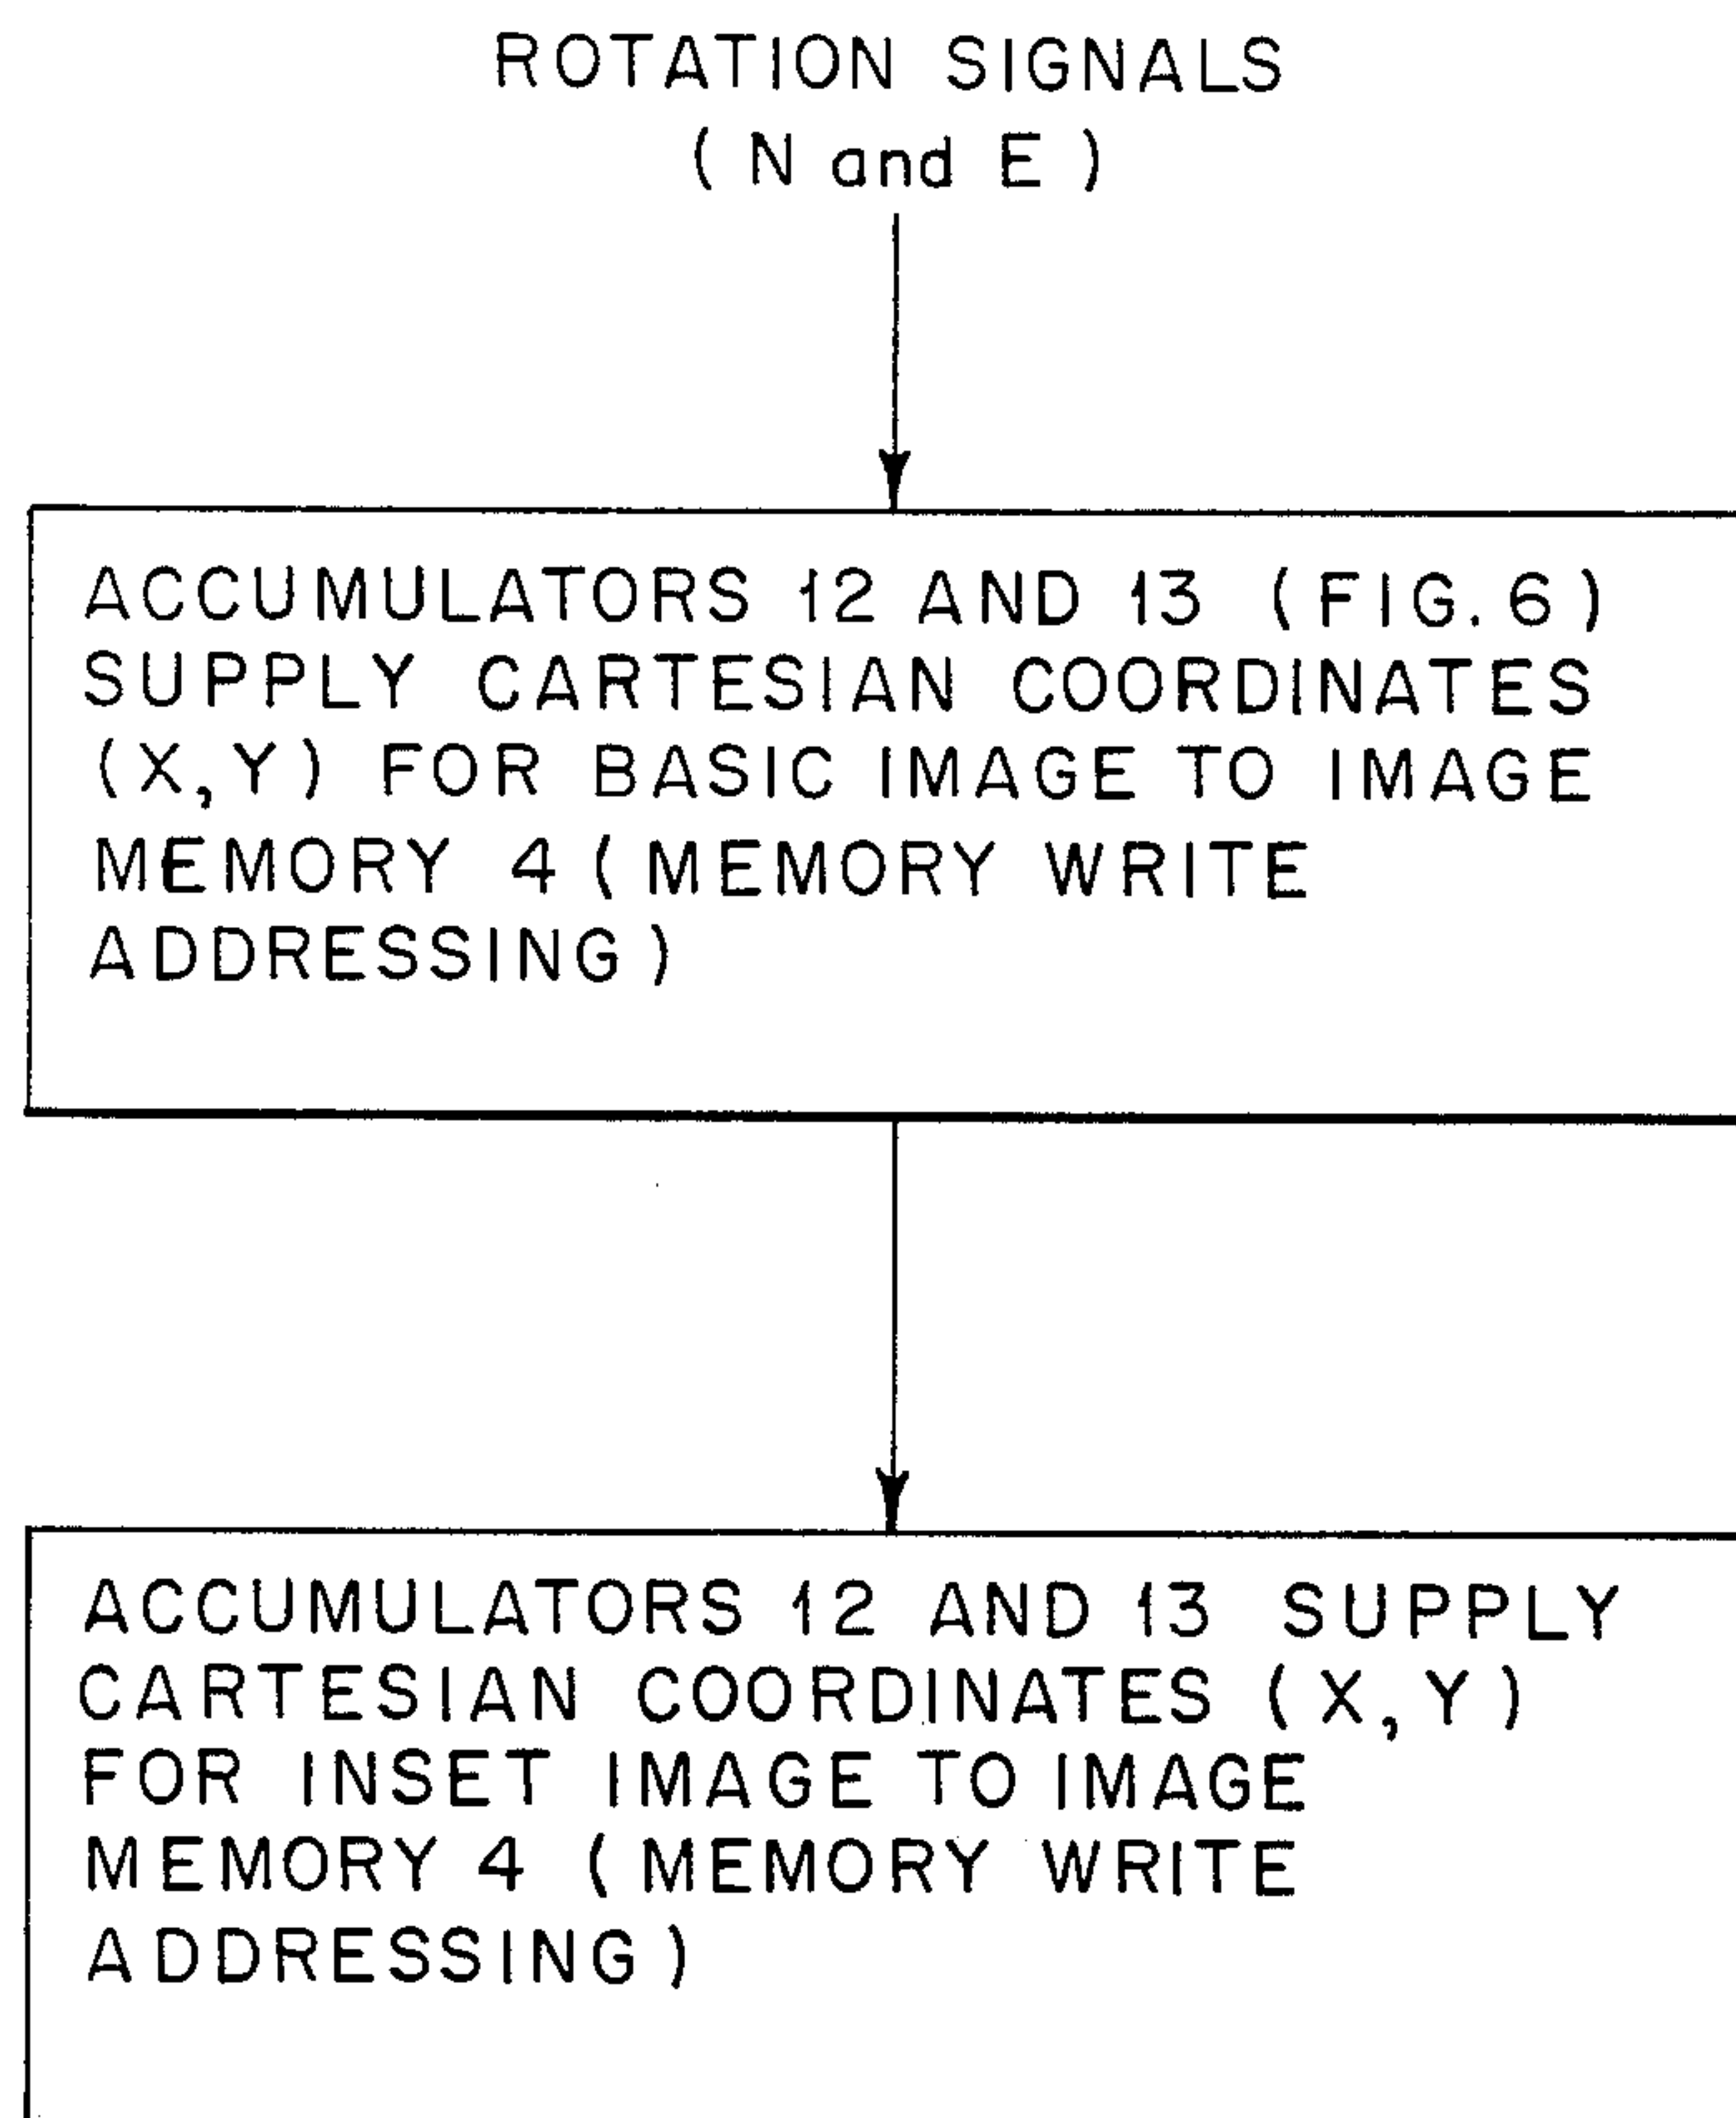 ROTATION SIGNALS
( N and E )
ACCUMULATORS 12 AND 13 (FIG. 6)
SUPPLY CARTESIAN COORDINATES
(X,Y) FOR BASIC IMAGE TO IMAGE
MEMORY 4 (MEMORY WRITE
ADDRESSING)
ACCUMULATORS 12 AND 13 SUPPLY
CARTESIAN COORDINATES (X,Y)
FOR INSET IMAGE TO IMAGE
MEMORY 4 (MEMORY WRITE
ADDRESSING)